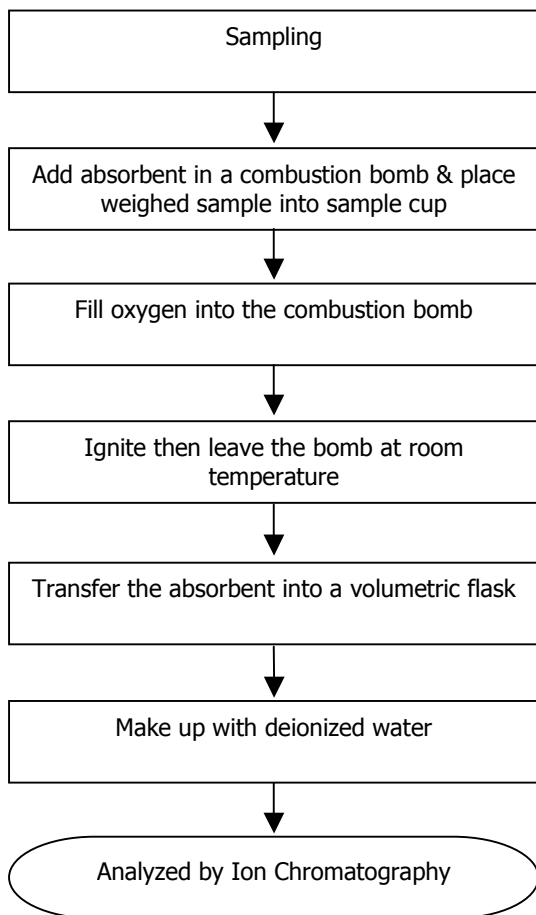 Sampling
Add absorbent in a combustion bomb & place
weighed sample into sample cup
Fill oxygen into the combustion bomb
Ignite then leave the bomb at room
temperature
Transfer the absorbent into a volumetric flask
Make up with deionized water
Analyzed by Ion Chromatography